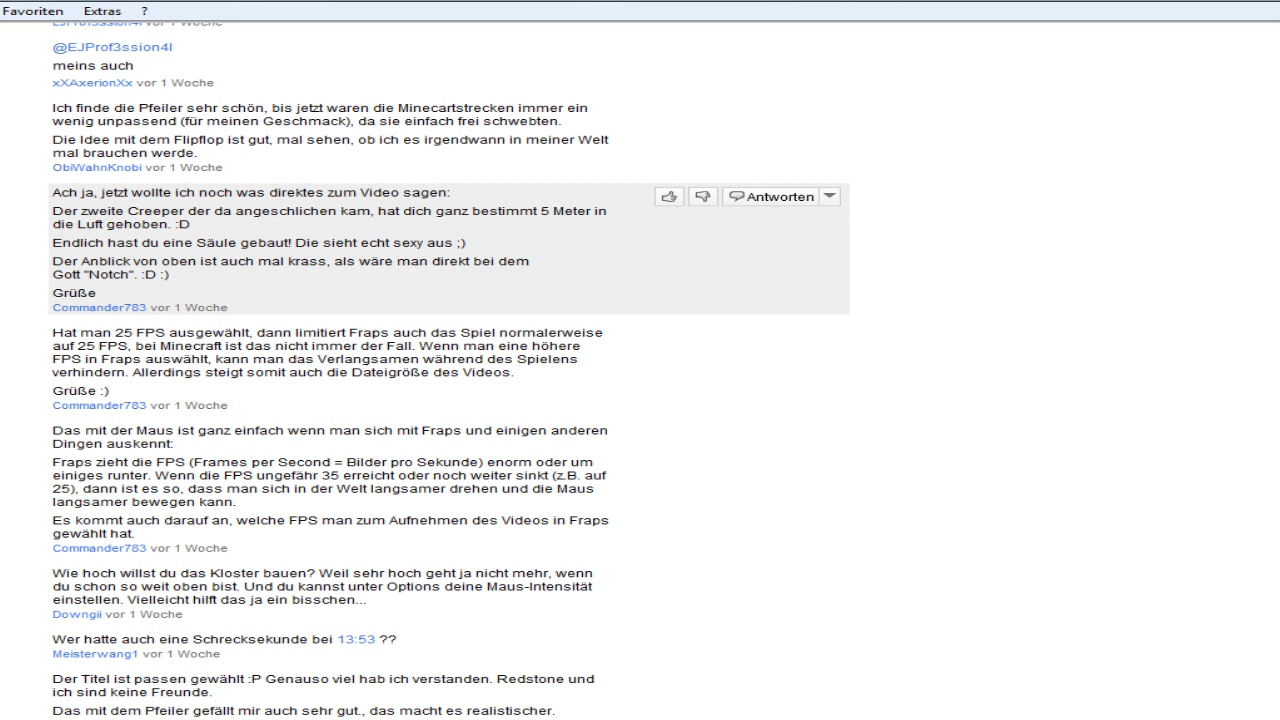 Favoriten Extras ?
EJProf3ssion4l vor 1 Woche
@EJProf3ssion4l
meins auch
xXAxerionXx vor 1 Woche
Ich finde die Pfeiler sehr schön, bis jetzt waren die Minecartstrecken immer ein
wenig unpassend (für meinen Geschmack), da sie einfach frei schwebten.
Die Idee mit dem Flipflop ist gut, mal sehen, ob ich es irgendwann in meiner Welt
mal brauchen werde.
ObiWahnKnobi vor 1 Woche
Ach ja, jetzt wollte ich noch was direktes zum Video sagen:
Antworten
Der zweite Creeper der da angeschlichen kam, hat dich ganz bestimmt 5 Meter in
die Luft gehoben. :D
Endlich hast du eine Säule gebaut! Die sieht echt sexy aus ;)
Der Anblick von oben ist auch mal krass, als wäre man direkt bei dem
Gott "Notch". :D :)
Grüße
Commander783 vor 1 Woche
Hat man 25 FPS ausgewählt, dann limitiert Fraps auch das Spiel normalerweise
auf 25 FPS, bei Minecraft ist das nicht immer der Fall. Wenn man eine höhere
FPS in Fraps auswählt, kann man das Verlangsamen während des Spielens
verhindern. Allerdings steigt somit auch die Dateigröße des Videos.
Grüße :)
Commander783 vor 1 Woche
Das mit der Maus ist ganz einfach wenn man sich mit Fraps und einigen anderen
Dingen auskennt:
Fraps zieht die FPS (Frames per Second = Bilder pro Sekunde) enorm oder um
einiges runter. Wenn die FPS ungefähr 35 erreicht oder noch weiter sinkt (z.B. auf
25), dann ist es so, dass man sich in der Welt langsamer drehen und die Maus
langsamer bewegen kann.
Es kommt auch darauf an, welche FPS man zum Aufnehmen des Videos in Fraps
gewählt hat.
Commander783 vor 1 Woche
Wie hoch willst du das Kloster bauen? Weil sehr hoch geht ja nicht mehr, wenn
du schon so weit oben bist. Und du kannst unter Options deine Maus-Intensität
einstellen. Vielleicht hilft das ja ein bisschen...
Downgii vor 1 Woche
Wer hatte auch eine Schrecksekunde bei 13:53 ??
Meisterwang1 vor 1 Woche
Der Titel ist passen gewählt :P Genauso viel hab ich verstanden. Redstone und
ich sind keine Freunde.
Das mit dem Pfeiler gefällt mir auch sehr gut., das macht es realistischer.